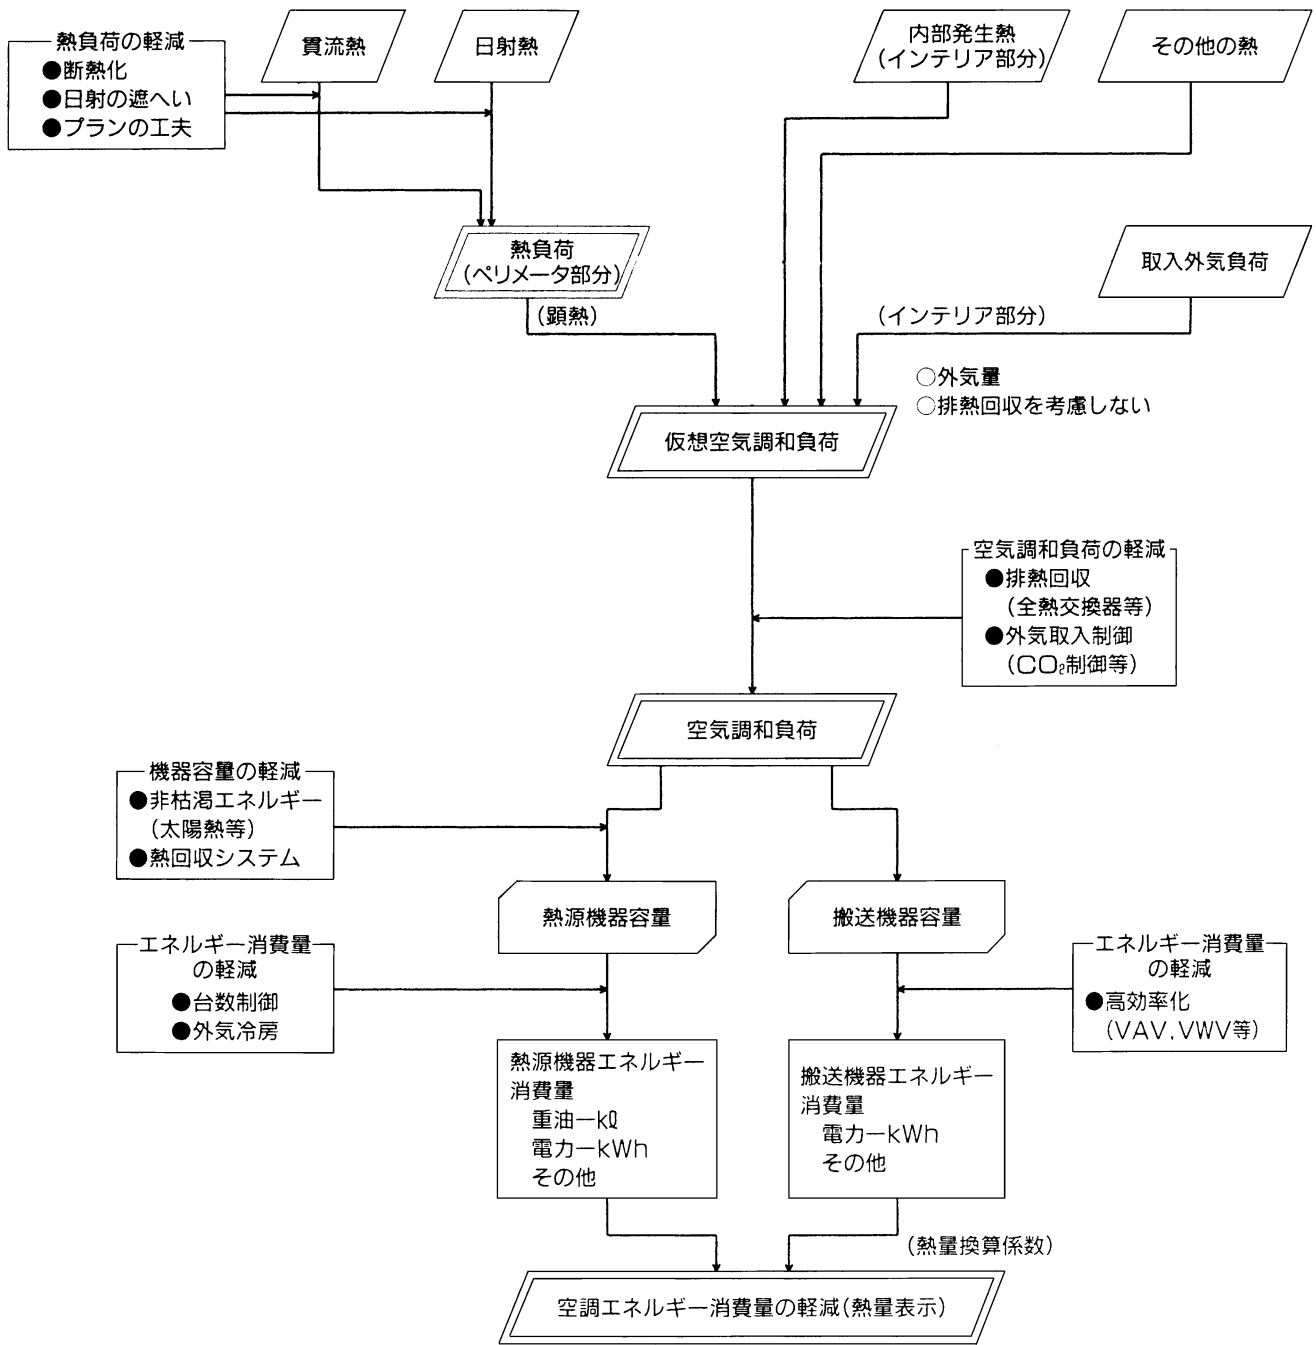 熱負荷の軽減
●断熱化
●日射の遮へい
●プランの工夫
貫流熱
日射熱
内部発生熱
(インテリア部分)
その他の熱
熱負荷
(ペリメータ部分)
取入外気負荷
(顕熱)
(インテリア部分)
○外気量
○排熱回収を考慮しない
仮想空気調和負荷
空気調和負荷の軽減
●排熱回収
(全熱交換器等)
●外気取入制御
(CO₂制御等)
空気調和負荷
機器容量の軽減
●非枯渇エネルギー
(太陽熱等)
●熱回収システム
熱源機器容量
搬送機器容量
エネルギー消費量
の軽減
●台数制御
●外気冷房
エネルギー消費量
の軽減
●高効率化
(VAV,VWV等)
熱源機器エネルギー
消費量
重油ーkℓ
電力ーkWh
その他
搬送機器エネルギー
消費量
電力ーkWh
その他
(熱量換算係数)
空調エネルギー消費量の軽減(熱量表示)